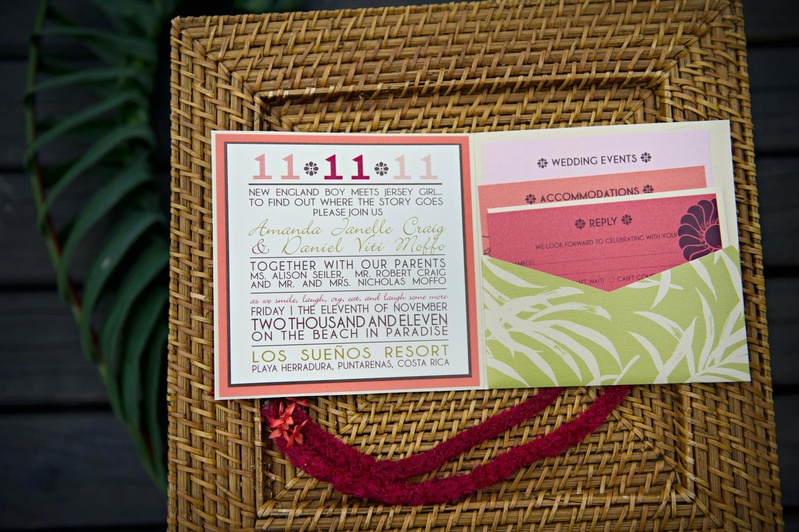 11 11 11
NEW ENGLAND BOY MEETS JERSEY GIRL...
TO FIND OUT WHERE THE STORY GOES
PLEASE JOIN US
Amanda Janelle Craig
& Daniel Viti Moffo
TOGETHER WITH OUR PARENTS
MS. ALISON SEILER, MR. ROBERT CRAIG
AND MR. AND MRS. NICHOLAS MOFFO
as we smile, laugh, cry, eat, and laugh some more
FRIDAY | THE ELEVENTH OF NOVEMBER
TWO THOUSAND AND ELEVEN
ON THE BEACH IN PARADISE
LOS SUEÑOS RESORT
PLAYA HERRADURA, PUNTARENAS, COSTA RICA
WEDDING EVENTS
ACCOMMODATIONS
REPLY
WE LOOK FORWARD TO CELEBRATING WITH YOU!
WAIT! CAN'T